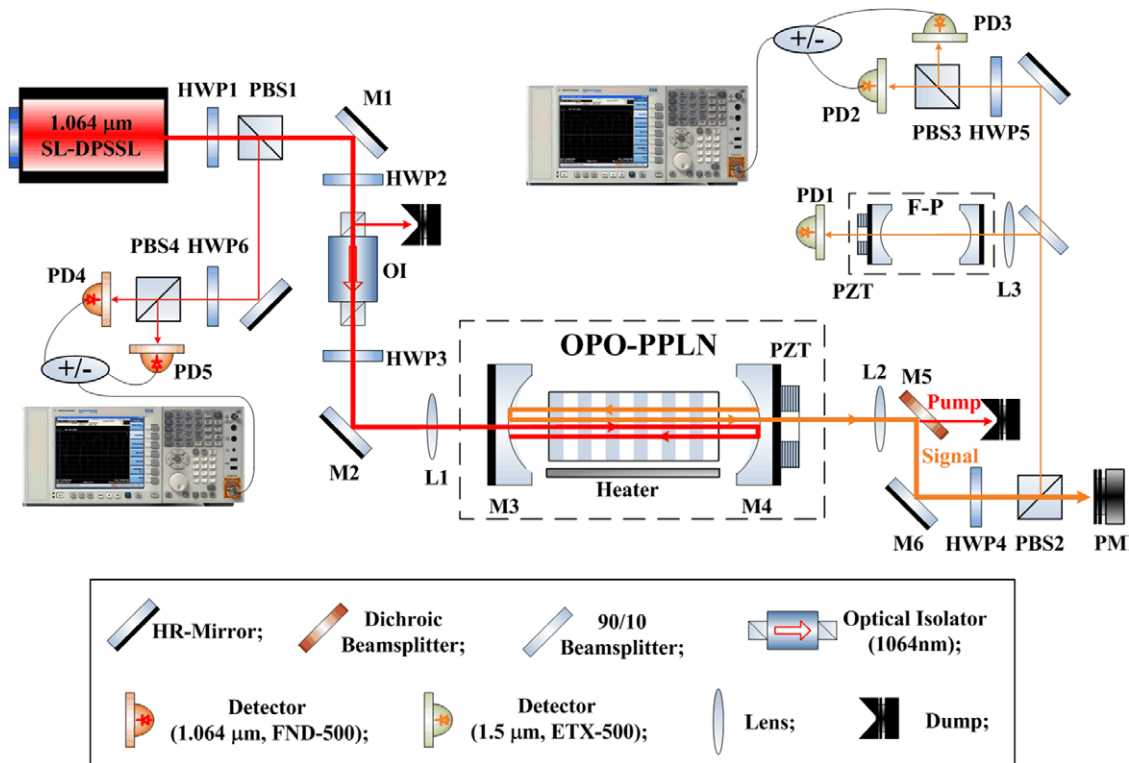 1.064 µm
SL-DPSSL
HWP1
PBS1
M1
HWP2
OI
PBS4
HWP6
PD4
+/-
PD5
HWP3
M2
L1
OPO-PPLN
PZT
M3
Heater
M4
+/-
PD3
PD2
PBS3
HWP5
PD1
F-P
PZT
L3
L2
M5
Pump
Signal
M6
HWP4
PBS2
PM
HR-Mirror;
Dichroic
Beamsplitter;
90/10
Beamsplitter;
Optical Isolator
(1064nm);
Detector
(1.064 µm, FND-500);
Detector
(1.5 µm, ETX-500);
Lens;
Dump;